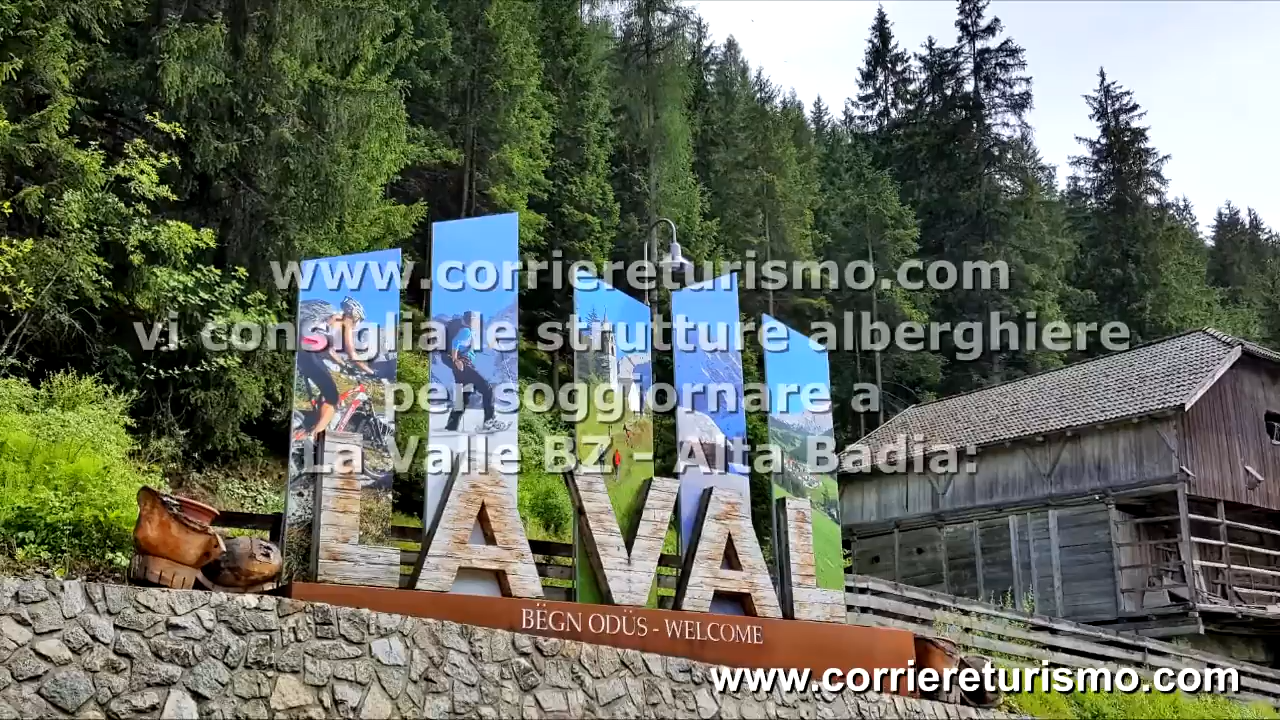 www.corriereturismo.com
vi consiglia le strutture alberghiere
per soggiornare a
La Valle BZ - Alta Badia:
LAVAL
BËGN ODÜS - WELCOME
www.corriereturismo.com